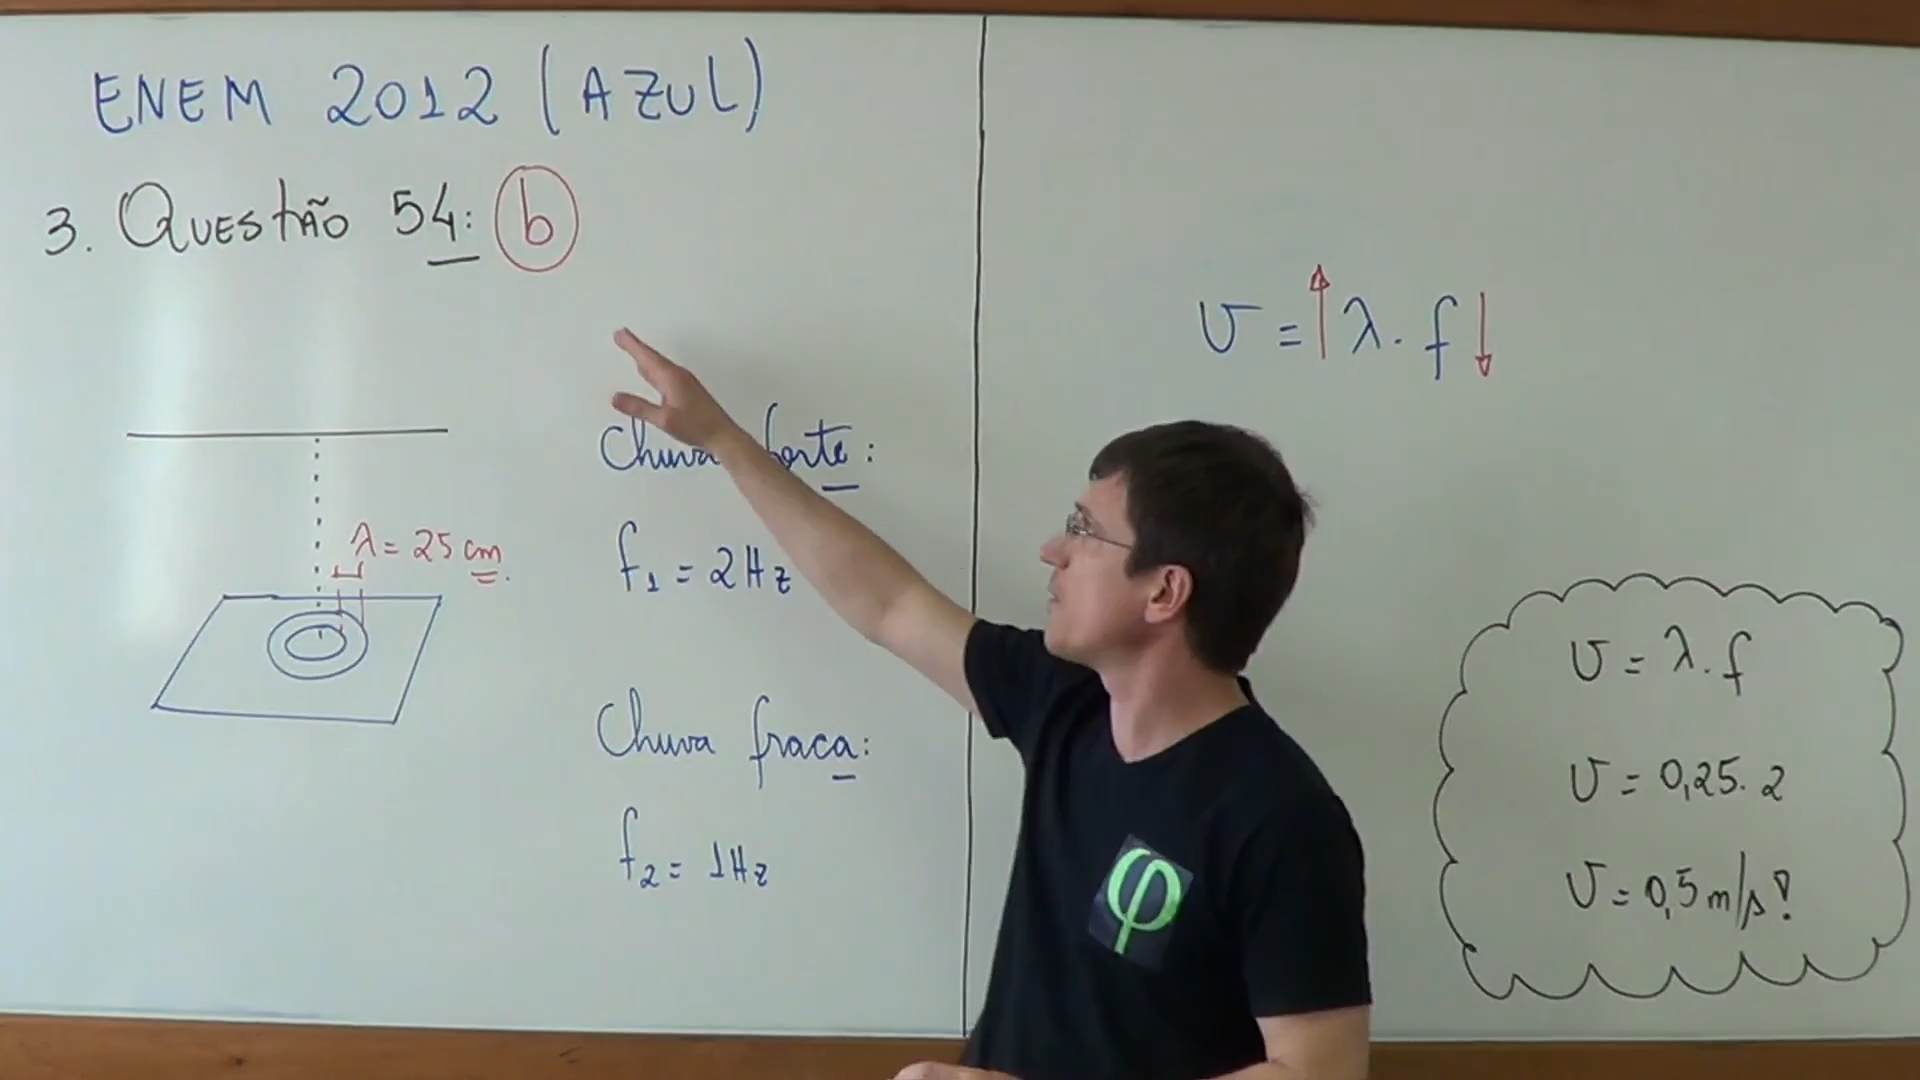 ENEM 2012 (AZUL)
3. Questão 54: b
λ = 25 cm.
Chuva forte:
f1 = 2Hz
Chuva fraca:
f2 = 1Hz
v = λ . f
v = λ . f
v = 0,25 . 2
v = 0,5 m/s!
φ